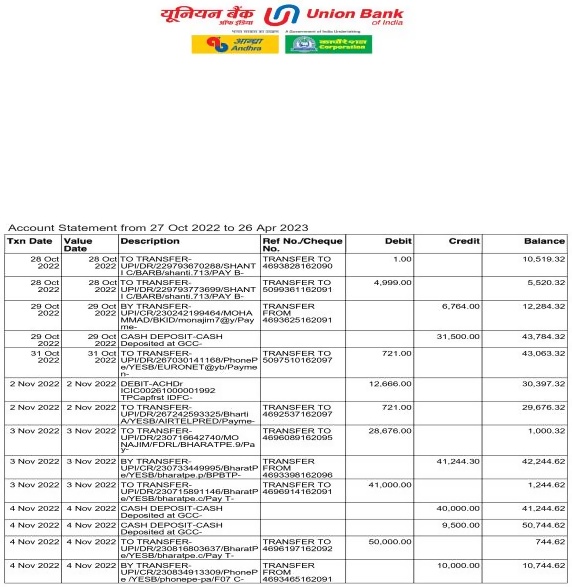 यूनियन बैंक Union Bank
ऑफ इंडिया of India
भारत सरकार का उपक्रम A Government of India Undertaking
आन्ध्रा Andhra कार्पोरेशन Corporation
Account Statement from 27 Oct 2022 to 26 Apr 2023
Txn Date Value Date Description Ref No./Cheque No. Debit Credit Balance
28 Oct 2022 28 Oct 2022 TO TRANSFER- TRANSFER TO 1.00 10,519.32
UPI/DR/229793670288/SHANT 4693828162090
I C/BARB/shanti.713/PAY B-
28 Oct 2022 28 Oct 2022 TO TRANSFER- TRANSFER TO 4,999.00 5,520.32
UPI/DR/229793773699/SHANT 5099361162091
I C/BARB/shanti.713/PAY B-
29 Oct 2022 29 Oct 2022 BY TRANSFER- TRANSFER FROM 6,764.00 12,284.32
UPI/CR/230242199464/MOHA 4693625162091
MMAD/BKID/monajim7@y/Pay
me-
29 Oct 2022 29 Oct 2022 CASH DEPOSIT-CASH 31,500.00 43,784.32
Deposited at GCC-
31 Oct 2022 31 Oct 2022 TO TRANSFER- TRANSFER TO 721.00 43,063.32
UPI/DR/267030141168/PhoneP 5097510162097
e/YESB/EURONET@yb/Payme
n-
2 Nov 2022 2 Nov 2022 DEBIT-ACHDr 12,666.00 30,397.32
ICIC00261000001992
TPCapfrst IDFC-
2 Nov 2022 2 Nov 2022 TO TRANSFER- TRANSFER TO 721.00 29,676.32
UPI/DR/267242593325/Bharti 4692537162097
A/YESB/AIRTELPRED/Payme-
3 Nov 2022 3 Nov 2022 TO TRANSFER- TRANSFER TO 28,676.00 1,000.32
UPI/DR/230716642740/MO 4696089162095
NAJIM/FDRL/BHARATPE.9/Pa
y-
3 Nov 2022 3 Nov 2022 BY TRANSFER- TRANSFER FROM 41,244.30 42,244.62
UPI/CR/230733449995/BharatP 4693398162096
e/YESB/bharatpe.p/BPBTP-
3 Nov 2022 3 Nov 2022 TO TRANSFER- TRANSFER TO 41,000.00 1,244.62
UPI/DR/230715891146/BharatP 4696914162091
e/YESB/bharatpe.c/Pay T-
4 Nov 2022 4 Nov 2022 CASH DEPOSIT-CASH 40,000.00 41,244.62
Deposited at GCC-
4 Nov 2022 4 Nov 2022 CASH DEPOSIT-CASH 9,500.00 50,744.62
Deposited at GCC-
4 Nov 2022 4 Nov 2022 TO TRANSFER- TRANSFER TO 50,000.00 744.62
UPI/DR/230816803637/BharatP 4696197162092
e/YESB/bharatpe.c/Pay T-
4 Nov 2022 4 Nov 2022 BY TRANSFER- TRANSFER FROM 10,000.00 10,744.62
UPI/CR/230834913309/PhoneP 4693465162091
e /YESB/phonepe-pa/F07 C-